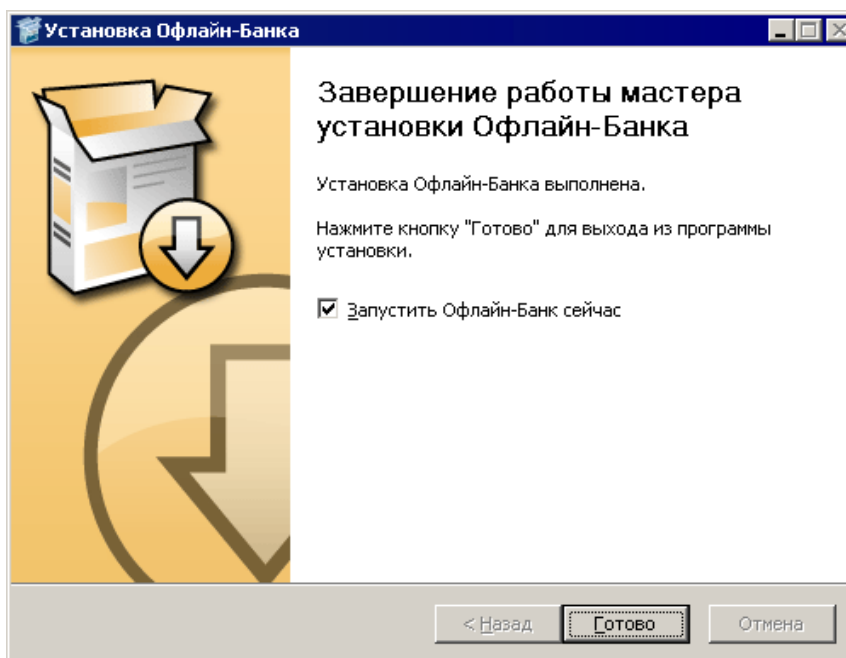 Установка Офлайн-Банка
Завершение работы мастера
установки Офлайн-Банка
Установка Офлайн-Банка выполнена.
Нажмите кнопку "Готово" для выхода из программы
установки.
Запустить Офлайн-Банк сейчас
< Назад
Готово
Отмена